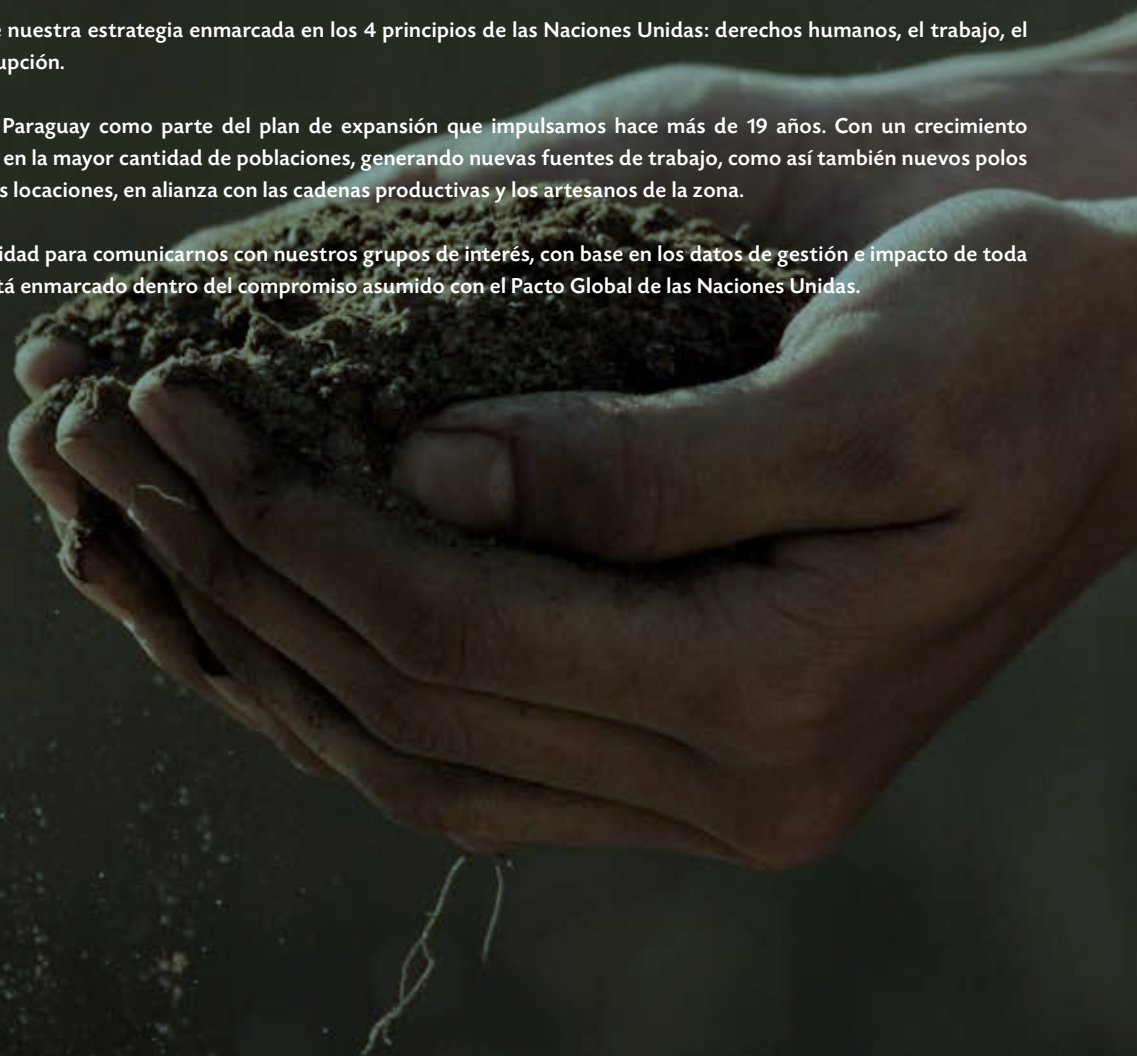 nuestra estrategia enmarcada en los 4 principios de las Naciones Unidas: derechos humanos, el trabajo, el
upción.
Paraguay como parte del plan de expansión que impulsamos hace más de 19 años. Con un crecimiento
en la mayor cantidad de poblaciones, generando nuevas fuentes de trabajo, como así también nuevos polos
s locaciones, en alianza con las cadenas productivas y los artesanos de la zona.
idad para comunicarnos con nuestros grupos de interés, con base en los datos de gestión e impacto de toda
tá enmarcado dentro del compromiso asumido con el Pacto Global de las Naciones Unidas.